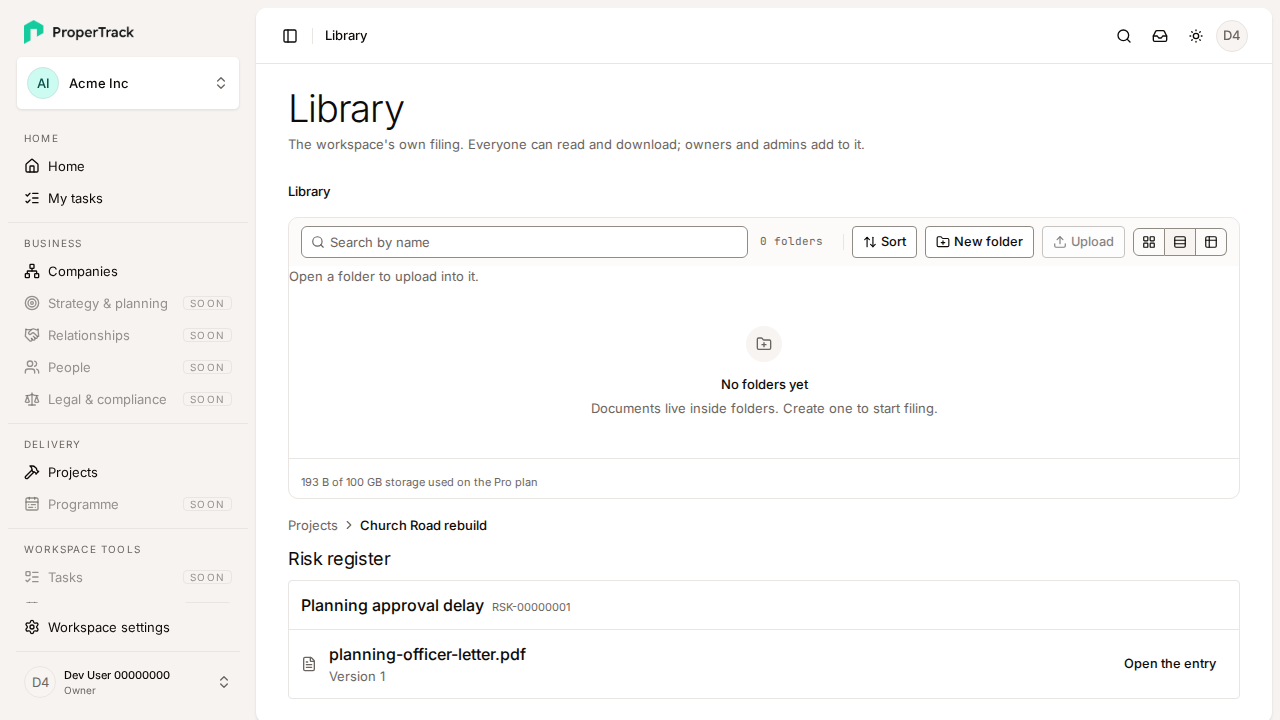 ProperTrack
Library
D4
AI
Acme Inc
HOME
Home
My tasks
BUSINESS
Companies
Strategy & planning SOON
Relationships SOON
People SOON
Legal & compliance SOON
DELIVERY
Projects
Programme SOON
WORKSPACE TOOLS
Tasks SOON
Workspace settings
D4
Dev User 00000000
Owner
Library
The workspace's own filing. Everyone can read and download; owners and admins add to it.
Library
Search by name
0 folders
Sort
New folder
Upload
Open a folder to upload into it.
No folders yet
Documents live inside folders. Create one to start filing.
193 B of 100 GB storage used on the Pro plan
Projects > Church Road rebuild
Risk register
Planning approval delay RSK-00000001
planning-officer-letter.pdf
Version 1
Open the entry